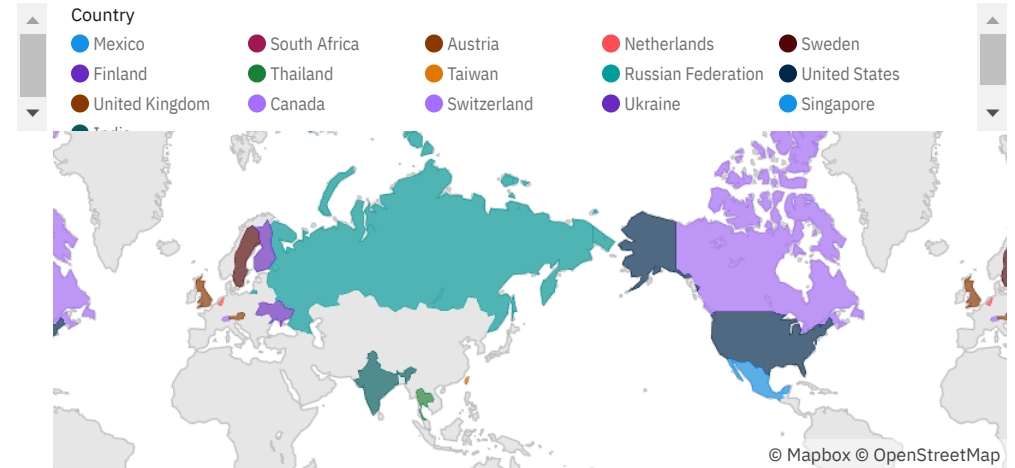 Country
Mexico South Africa Austria Netherlands Sweden
Finland Thailand Taiwan Russian Federation United States
United Kingdom Canada Switzerland Ukraine Singapore
India
© Mapbox © OpenStreetMap